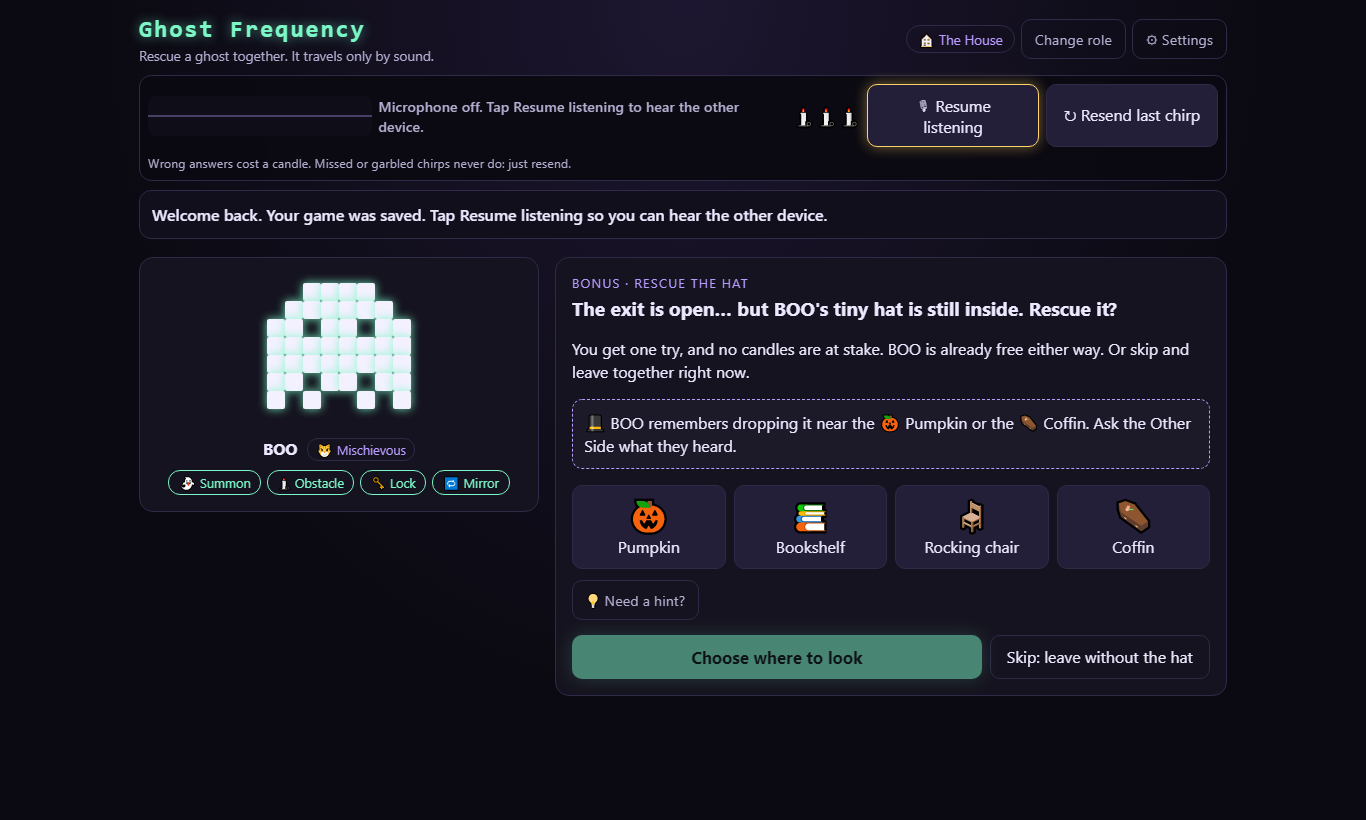 Ghost Frequency
Rescue a ghost together. It travels only by sound.
The House
Change role
Settings
Microphone off. Tap Resume listening to hear the other
device.
Resume
listening
Resend last chirp
Wrong answers cost a candle. Missed or garbled chirps never do: just resend.
Welcome back. Your game was saved. Tap Resume listening so you can hear the other device.
BOO
Mischievous
Summon
Obstacle
Lock
Mirror
BONUS · RESCUE THE HAT
The exit is open... but BOO's tiny hat is still inside. Rescue it?
You get one try, and no candles are at stake. BOO is already free either way. Or skip and
leave together right now.
BOO remembers dropping it near the 🎃 Pumpkin or the ⚰️ Coffin. Ask the Other
Side what they heard.
Pumpkin
Bookshelf
Rocking chair
Coffin
Need a hint?
Choose where to look
Skip: leave without the hat